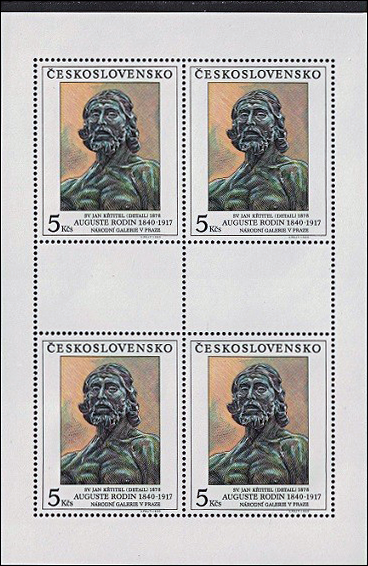 ČESKOSLOVENSKO
SV JAN KŘTITEL (DETAIL) 1878
5 Kčs AUGUSTE RODIN 1840-1917
NÁRODNÍ GALERIE V PRAZE
ČESKOSLOVENSKO
SV JAN KŘTITEL (DETAIL) 1878
5 Kčs AUGUSTE RODIN 1840-1917
NÁRODNÍ GALERIE V PRAZE
ČESKOSLOVENSKO
SV JAN KŘTITEL (DETAIL) 1878
5 Kčs AUGUSTE RODIN 1840-1917
NÁRODNÍ GALERIE V PRAZE
ČESKOSLOVENSKO
SV JAN KŘTITEL (DETAIL) 1878
5 Kčs AUGUSTE RODIN 1840-1917
NÁRODNÍ GALERIE V PRAZE